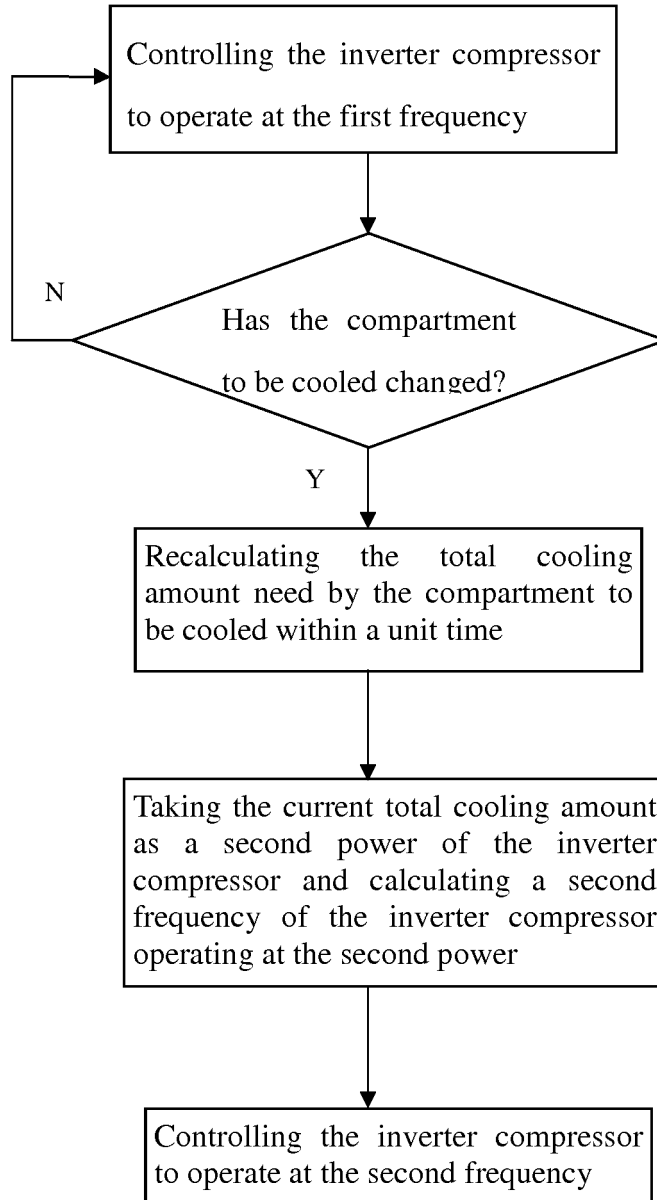 Controlling the inverter compressor
to operate at the first frequency
N
Has the compartment
to be cooled changed?
Y
Recalculating the total cooling
amount need by the compartment to
be cooled within a unit time
Taking the current total cooling amount
as a second power of the inverter
compressor and calculating a second
frequency of the inverter compressor
operating at the second power
Controlling the inverter compressor
to operate at the second frequency